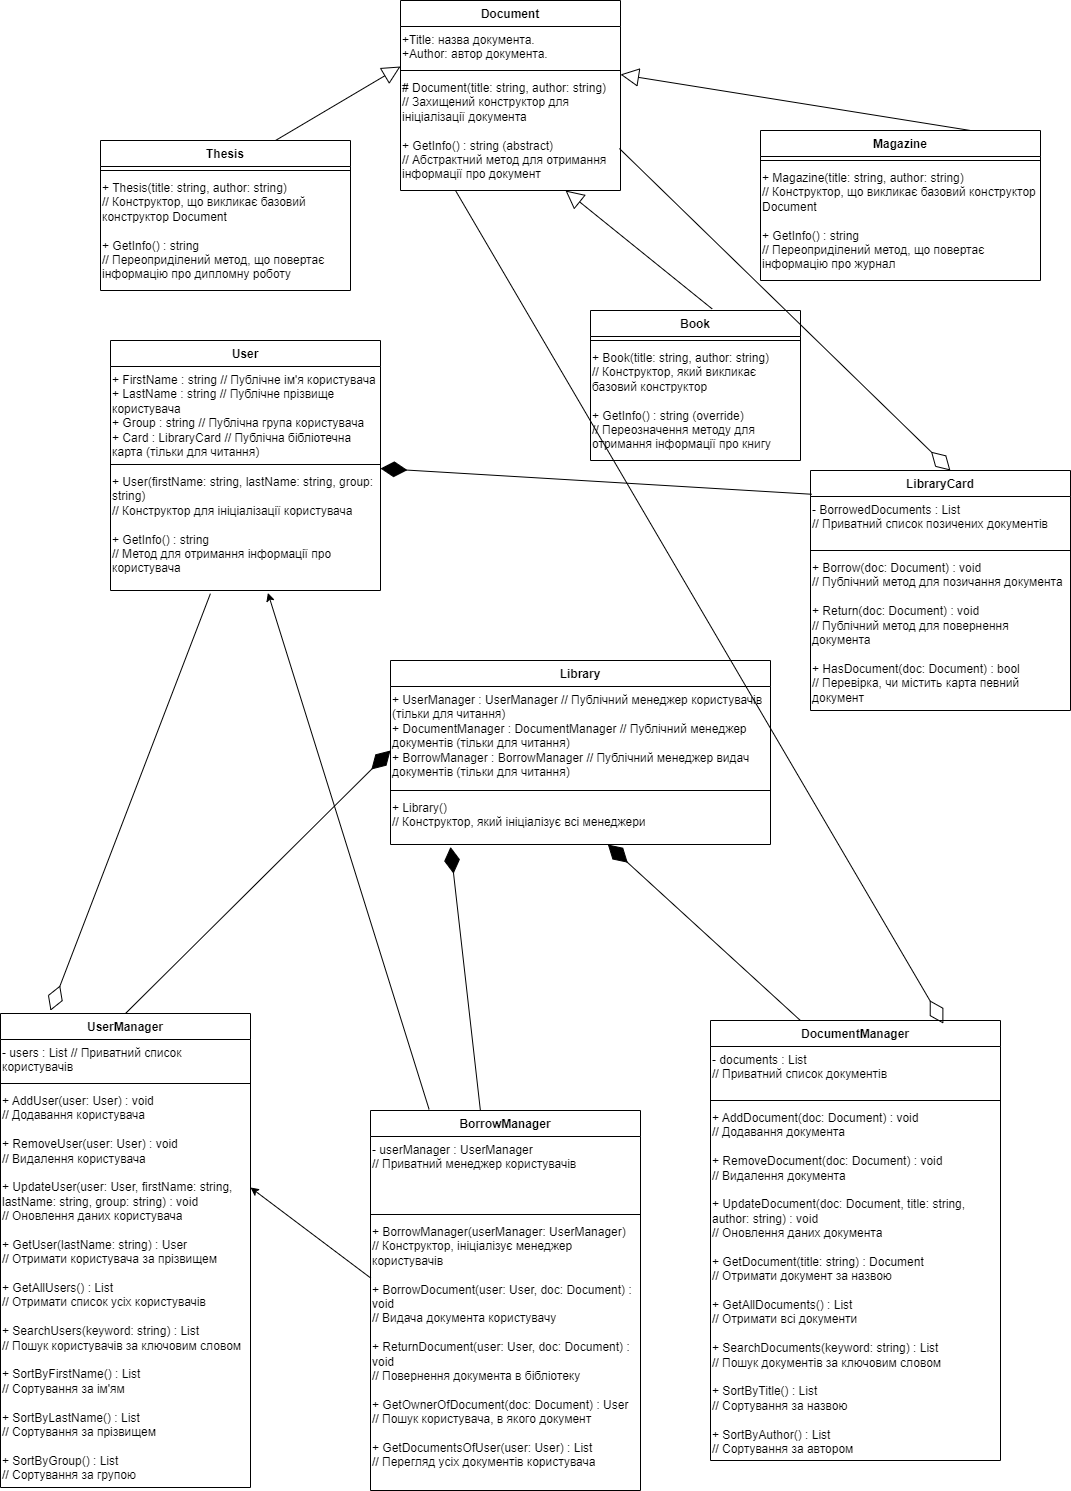 Document
+Title: назва документа.
+Author: автор документа.
# Document(title: string, author: string)
// Захищений конструктор для
ініціалізації документа
+ GetInfo() : string (abstract)
// Абстрактний метод для отримання
інформації про документ
Thesis
+ Thesis(title: string, author: string)
// Конструктор, що викликає базовий
конструктор Document
+ GetInfo() : string
// Переоприділений метод, що повертає
інформацію про дипломну роботу
Magazine
+ Magazine(title: string, author: string)
// Конструктор, що викликає базовий конструктор
Document
+ GetInfo() : string
// Переоприділений метод, що повертає
інформацію про журнал
Book
+ Book(title: string, author: string)
// Конструктор, який викликає
базовий конструктор
+ GetInfo() : string (override)
// Переозначення методу для
отримання інформації про книгу
User
+ FirstName : string // Публічне ім'я користувача
+ LastName : string // Публічне прізвище
користувача
+ Group : string // Публічна група користувача
+ Card : LibraryCard // Публічна бібліотечна
карта (тільки для читання)
+ User(firstName: string, lastName: string, group:
string)
// Конструктор для ініціалізації користувача
+ GetInfo() : string
// Метод для отримання інформації про
користувача
LibraryCard
- BorrowedDocuments : List
// Приватний список позичених документів
+ Borrow(doc: Document) : void
// Публічний метод для позичання документа
+ Return(doc: Document) : void
// Публічний метод для повернення
документа
+ HasDocument(doc: Document) : bool
// Перевірка, чи містить карта певний
документ
Library
+ UserManager : UserManager // Публічний менеджер користувачів
(тільки для читання)
+ DocumentManager : DocumentManager // Публічний менеджер
документів (тільки для читання)
+ BorrowManager : BorrowManager // Публічний менеджер видач
документів (тільки для читання)
+ Library()
// Конструктор, який ініціалізує всі менеджери
UserManager
- users : List // Приватний список
користувачів
+ AddUser(user: User) : void
// Додавання користувача
+ RemoveUser(user: User) : void
// Видалення користувача
+ UpdateUser(user: User, firstName: string,
lastName: string, group: string) : void
// Оновлення даних користувача
+ GetUser(lastName: string) : User
// Отримати користувача за прізвищем
+ GetAllUsers() : List
// Отримати список усіх користувачів
+ SearchUsers(keyword: string) : List
// Пошук користувачів за ключовим словом
+ SortByFirstName() : List
// Сортування за ім'ям
+ SortByLastName() : List
// Сортування за прізвищем
+ SortByGroup() : List
// Сортування за групою
BorrowManager
- userManager : UserManager
// Приватний менеджер користувачів
+ BorrowManager(userManager: UserManager)
// Конструктор, ініціалізує менеджер
користувачів
+ BorrowDocument(user: User, doc: Document) :
void
// Видача документа користувачу
+ ReturnDocument(user: User, doc: Document) :
void
// Повернення документа в бібліотеку
+ GetOwnerOfDocument(doc: Document) : User
// Пошук користувача, в якого документ
+ GetDocumentsOfUser(user: User) : List
// Перегляд усіх документів користувача
DocumentManager
- documents : List
// Приватний список документів
+ AddDocument(doc: Document) : void
// Додавання документа
+ RemoveDocument(doc: Document) : void
// Видалення документа
+ UpdateDocument(doc: Document, title: string,
author: string) : void
// Оновлення даних документа
+ GetDocument(title: string) : Document
// Отримати документ за назвою
+ GetAllDocuments() : List
// Отримати всі документи
+ SearchDocuments(keyword: string) : List
// Пошук документів за ключовим словом
+ SortByTitle() : List
// Сортування за назвою
+ SortByAuthor() : List
// Сортування за автором